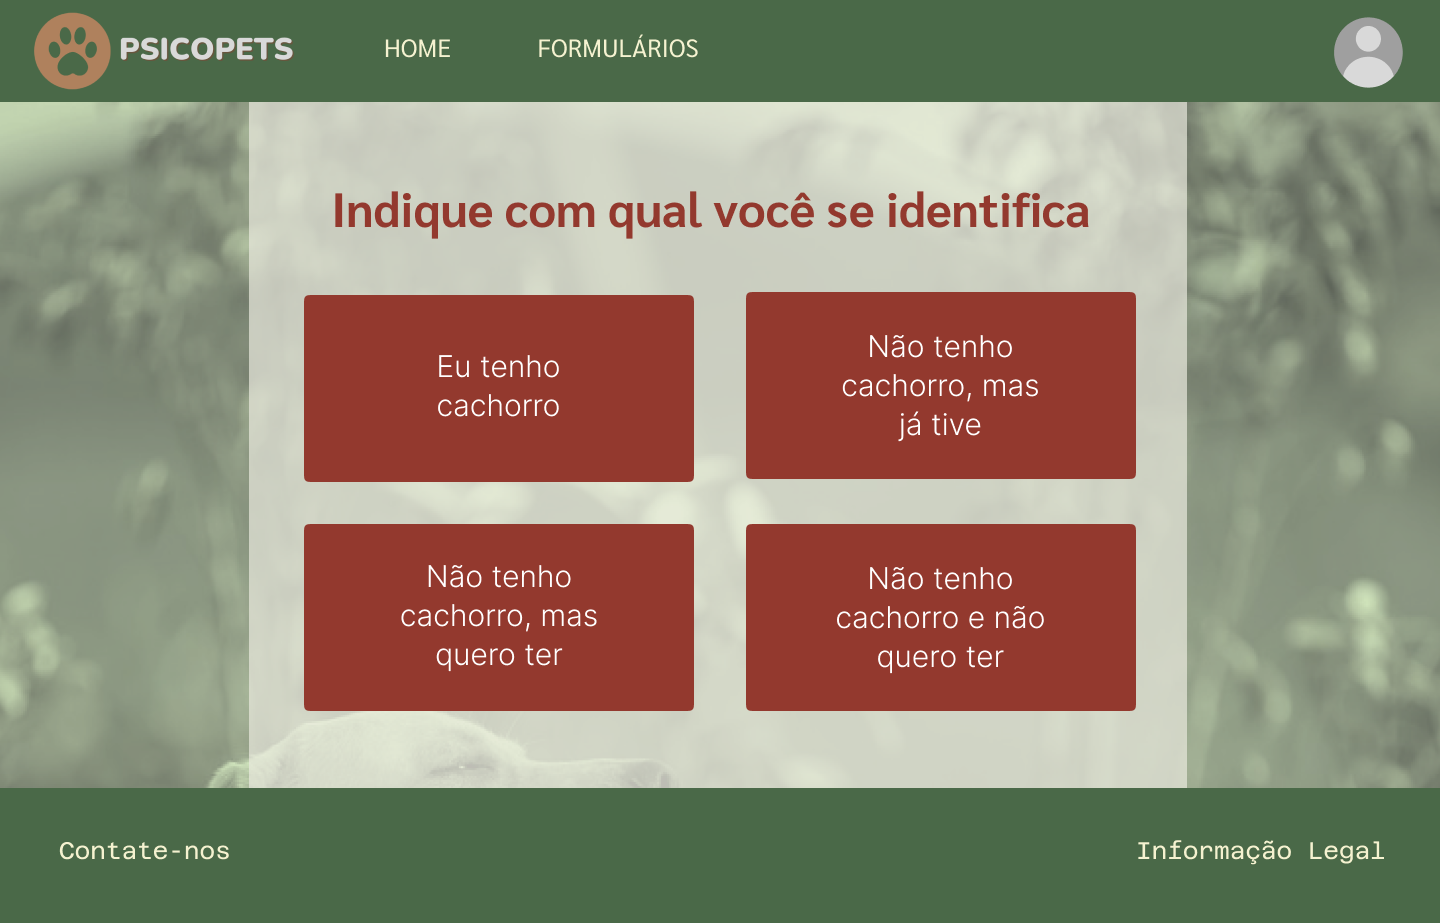 PSICOPETS
HOME
FORMULÁRIOS
Indique com qual você se identifica
Eu tenho
cachorro
Não tenho
cachorro, mas
já tive
Não tenho
cachorro, mas
quero ter
Não tenho
cachorro e não
quero ter
Contate-nos
Informação Legal